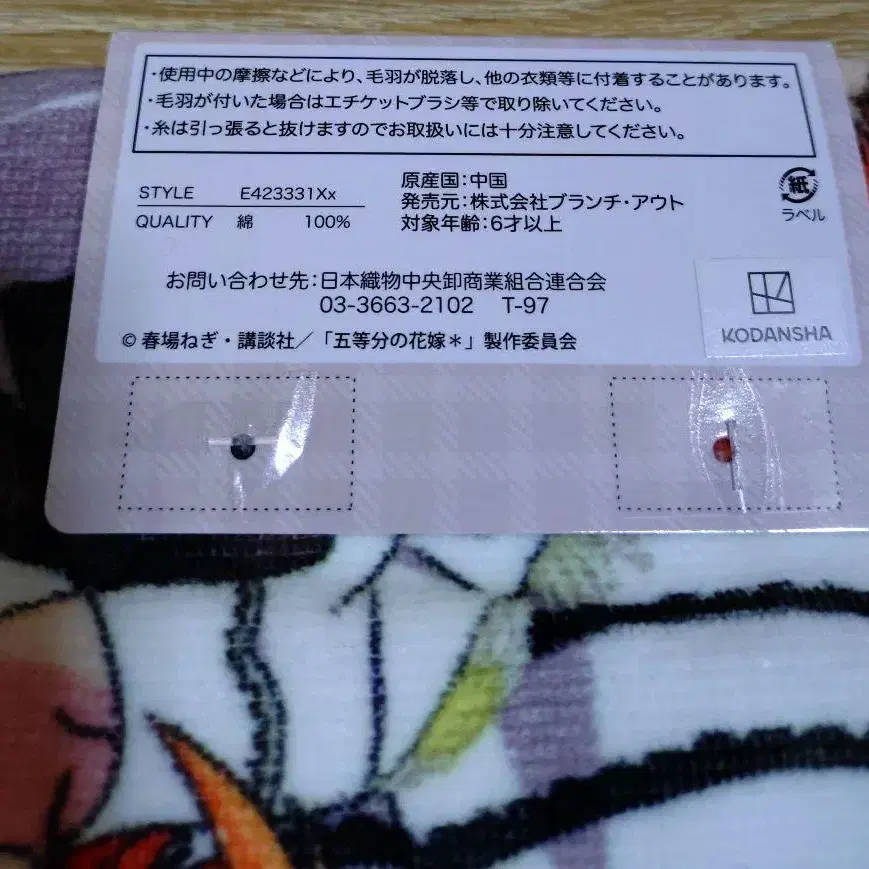 ・使用中の摩擦などにより、毛羽が脱落し、他の衣類等に付着することがあります。
・毛羽が付いた場合はエチケットブラシ等で取り除いてください。
・糸は引っ張ると抜けますのでお取扱いには十分注意してください。
STYLE E423331Xx
QUALITY 綿 100%
原産国：中国
発売元：株式会社ブランチ・アウト
対象年齢：6才以上
紙
ラベル
お問い合わせ先：日本織物中央卸商業組合連合会
03-3663-2102 T-97
© 春場ねぎ・講談社／「五等分の花嫁＊」製作委員会
KODANSHA